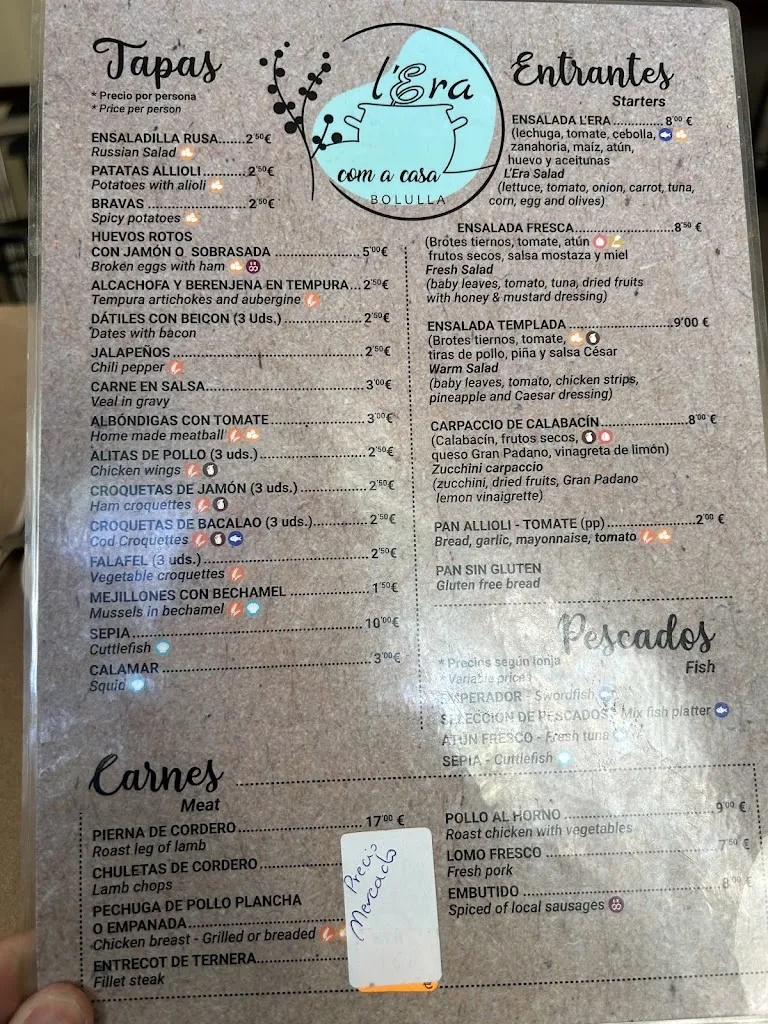 Tapas
* Precio por persona
* Price per person
ENSALADILLA RUSA.......2'50€
Russian Salad
PATATAS ALLIOLI...........2'50€
Potatoes with alioli
BRAVAS..........................2'50€
Spicy potatoes
HUEVOS ROTOS
CON JAMÓN O SOBRASADA.......................5'00€
Broken eggs with ham
ALCACHOFA Y BERENJENA EN TEMPURA...2'50€
Tempura artichokes and aubergine
DÁTILES CON BEICON (3 Uds.)....................2'50€
Dates with bacon
JALAPEÑOS................................................2'50€
Chili pepper
CARNE EN SALSA........................................3'00€
Veal in gravy
ALBÓNDIGAS CON TOMATE........................3'00€
Home made meatball
ALITAS DE POLLO (3 uds.)...........................2'50€
Chicken wings
CROQUETAS DE JAMÓN (3 uds.)..................2'50€
Ham croquettes
CROQUETAS DE BACALAO (3 uds.)...............2'50€
Cod Croquettes
FALAFEL (3 uds.)........................................2'50€
Vegetable croquettes
MEJILLONES CON BECHAMEL....................1'50€
Mussels in bechamel
SEPIA.......................................................10'00€
Cuttlefish
CALAMAR..................................................3'00€
Squid
l'Era
com a casa
BOLULLA
Entrantes
Starters
ENSALADA L'ERA..............8'00 €
(lechuga, tomate, cebolla,
zanahoria, maíz, atún,
huevo y aceitunas
L'Era Salad
(lettuce, tomato, onion, carrot, tuna,
corn, egg and olives)
ENSALADA FRESCA.........................8'50 €
(Brotes tiernos, tomate, atún
frutos secos, salsa mostaza y miel
Fresh Salad
(baby leaves, tomato, tuna, dried fruits
with honey & mustard dressing)
ENSALADA TEMPLADA...........................9'00 €
(Brotes tiernos, tomate,
tiras de pollo, piña y salsa César
Warm Salad
(baby leaves, tomato, chicken strips,
pineapple and Caesar dressing)
CARPACCIO DE CALABACÍN......................8'00 €
(Calabacín, frutos secos,
queso Gran Padano, vinagreta de limón)
Zucchini carpaccio
(zucchini, dried fruits, Gran Padano
lemon vinaigrette)
PAN ALLIOLI - TOMATE (pp)......................2'00 €
Bread, garlic, mayonnaise, tomato
PAN SIN GLUTEN
Gluten free bread
Pescados
Fish
* Precios según lonja
* Variable prices
EMPERADOR - Swordfish
SELECCIÓN DE PESCADOS - Mix fish platter
ATÚN FRESCO - Fresh tuna
SEPIA - Cuttlefish
Carnes
Meat
PIERNA DE CORDERO...............................17'00 €
Roast leg of lamb
CHULETAS DE CORDERO
Lamb chops
PECHUGA DE POLLO PLANCHA
O EMPANADA
Chicken breast - Grilled or breaded
ENTRECOT DE TERNERA
Fillet steak
Precio
Mercado
POLLO AL HORNO.......................................9'00 €
Roast chicken with vegetables
LOMO FRESCO............................................7'50 €
Fresh pork
EMBUTIDO..................................................8'00 €
Spiced of local sausages